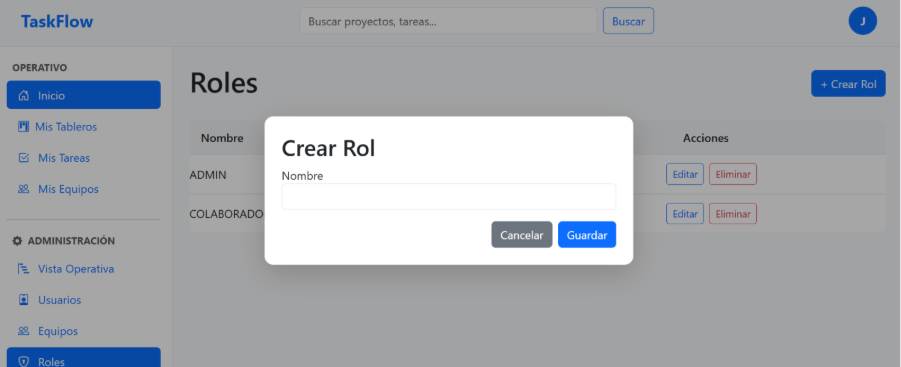 TaskFlow
Buscar proyectos, tareas...
Buscar
J
OPERATIVO
Inicio
Mis Tableros
Mis Tareas
Mis Equipos
ADMINISTRACIÓN
Vista Operativa
Usuarios
Equipos
Roles
Roles
+ Crear Rol
Nombre
Acciones
ADMIN
Editar
Eliminar
COLABORADO
Editar
Eliminar
Crear Rol
Nombre
Cancelar
Guardar